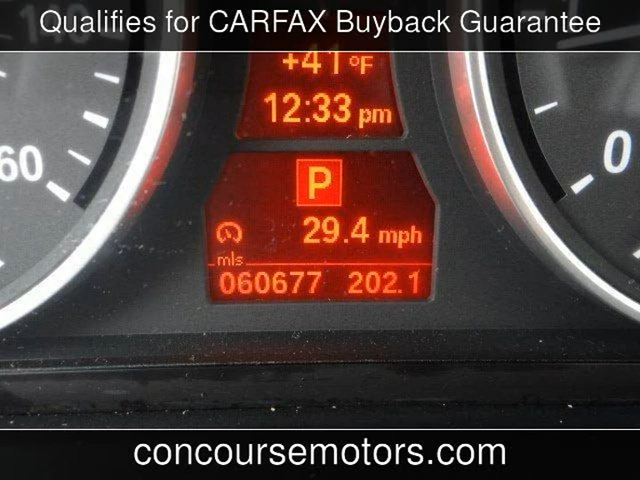 Qualifies for CARFAX Buyback Guarantee
140
+41°F
12:33 pm
60
0
P
29.4 mph
mls
060677 202.1
concoursemotors.com